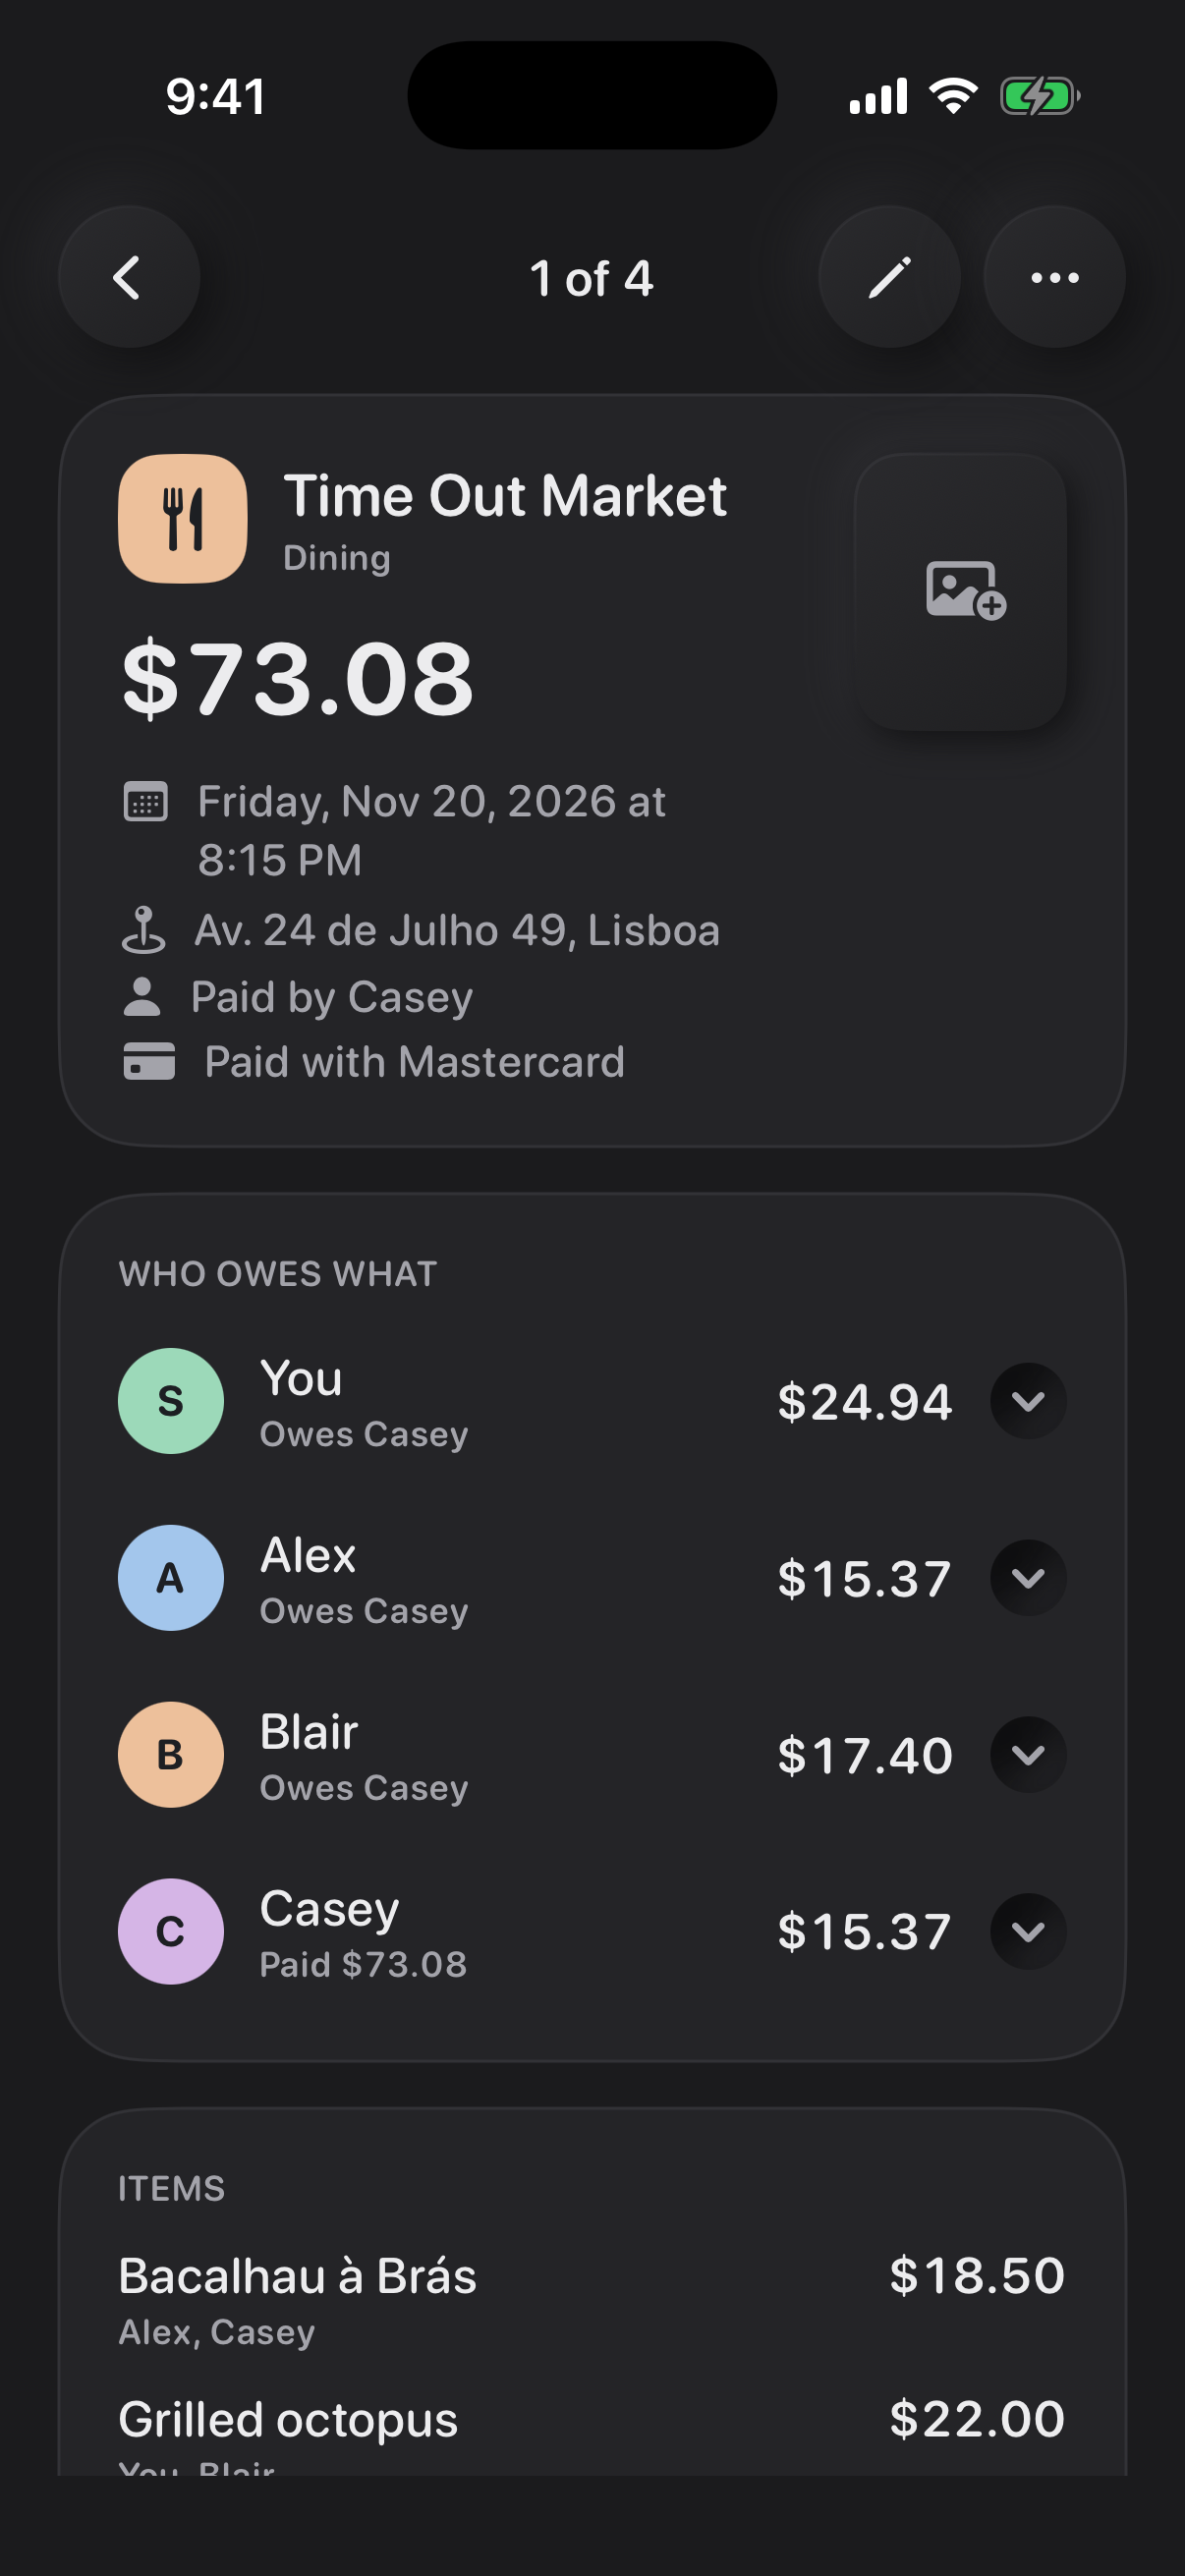 9:41
1 of 4
Time Out Market
Dining
$73.08
Friday, Nov 20, 2026 at
8:15 PM
Av. 24 de Julho 49, Lisboa
Paid by Casey
Paid with Mastercard
WHO OWES WHAT
S
You
Owes Casey
$24.94
A
Alex
Owes Casey
$15.37
B
Blair
Owes Casey
$17.40
C
Casey
Paid $73.08
$15.37
ITEMS
Bacalhau à Brás
$18.50
Alex, Casey
Grilled octopus
$22.00
You, Blair